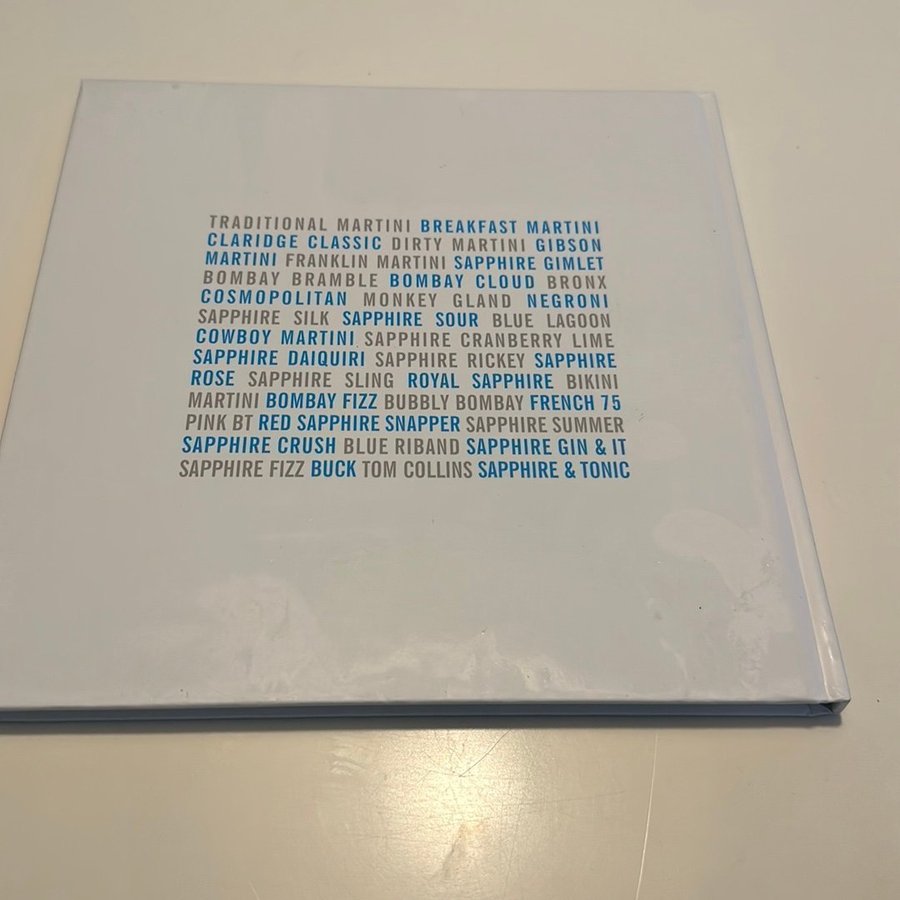 TRADITIONAL MARTINI BREAKFAST MARTINI
CLARIDGE CLASSIC DIRTY MARTINI GIBSON
MARTINI FRANKLIN MARTINI SAPPHIRE GIMLET
BOMBAY BRAMBLE BOMBAY CLOUD BRONX
COSMOPOLITAN MONKEY GLAND NEGRONI
SAPPHIRE SILK SAPPHIRE SOUR BLUE LAGOON
COWBOY MARTINI SAPPHIRE CRANBERRY LIME
SAPPHIRE DAIQUIRI SAPPHIRE RICKEY SAPPHIRE
ROSE SAPPHIRE SLING ROYAL SAPPHIRE BIKINI
MARTINI BOMBAY FIZZ BUBBLY BOMBAY FRENCH 75
PINK BT RED SAPPHIRE SNAPPER SAPPHIRE SUMMER
SAPPHIRE CRUSH BLUE RIBAND SAPPHIRE GIN & IT
SAPPHIRE FIZZ BUCK TOM COLLINS SAPPHIRE & TONIC